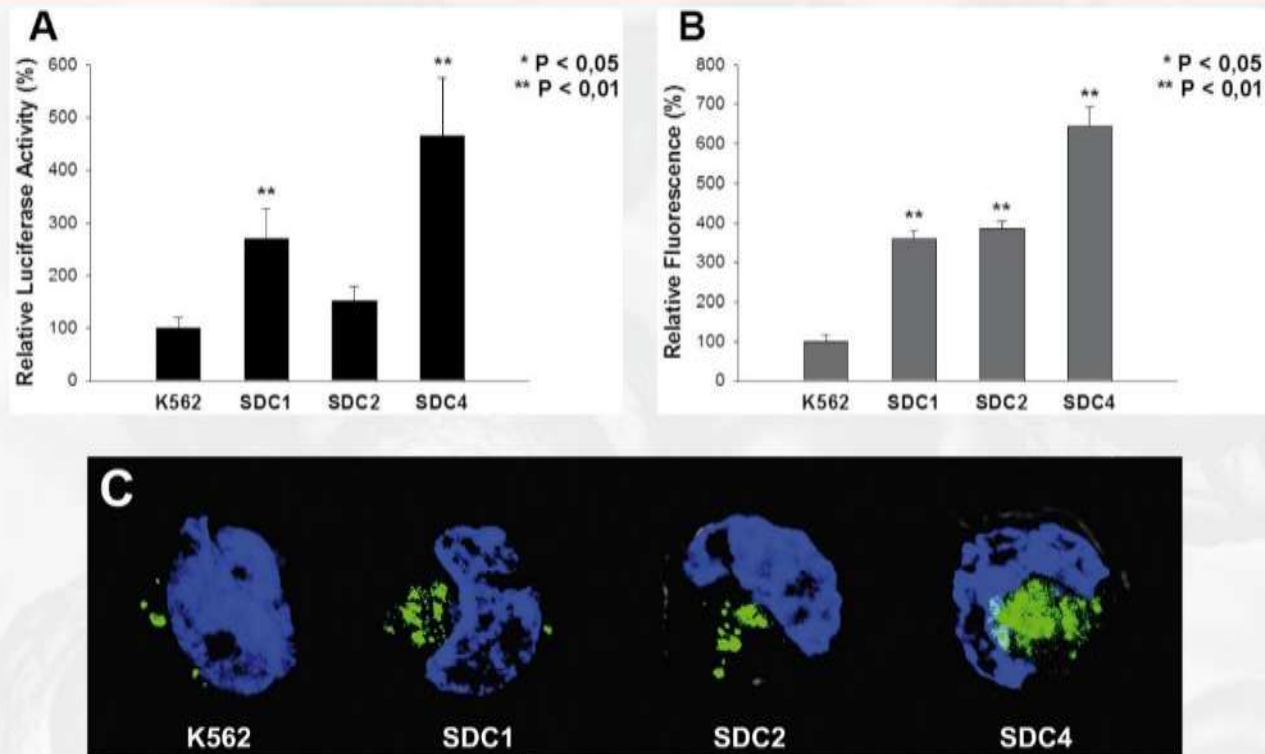 A
Relative Luciferase Activity (%)
600
500
400
300
200
100
0
**
**
* P < 0,05
** P < 0,01
K562 SDC1 SDC2 SDC4
B
Relative Fluorescence (%)
800
700
600
500
400
300
200
100
0
**
**
**
* P < 0,05
** P < 0,01
K562 SDC1 SDC2 SDC4
C
K562 SDC1 SDC2 SDC4